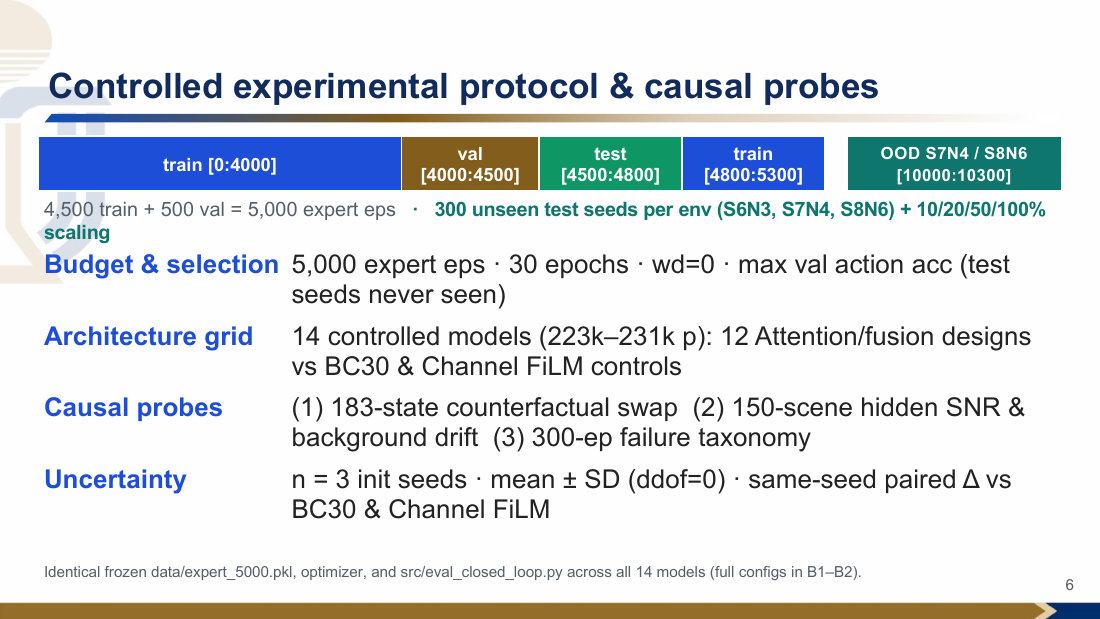 Controlled experimental protocol & causal probes
train [0:4000]
val
[4000:4500]
test
[4500:4800]
train
[4800:5300]
OOD S7N4 / S8N6
[10000:10300]
4,500 train + 500 val = 5,000 expert eps · 300 unseen test seeds per env (S6N3, S7N4, S8N6) + 10/20/50/100%
scaling
Budget & selection 5,000 expert eps · 30 epochs · wd=0 · max val action acc (test
seeds never seen)
Architecture grid 14 controlled models (223k–231k p): 12 Attention/fusion designs
vs BC30 & Channel FiLM controls
Causal probes (1) 183-state counterfactual swap (2) 150-scene hidden SNR &
background drift (3) 300-ep failure taxonomy
Uncertainty n = 3 init seeds · mean ± SD (ddof=0) · same-seed paired Δ vs
BC30 & Channel FiLM
Identical frozen data/expert_5000.pkl, optimizer, and src/eval_closed_loop.py across all 14 models (full configs in B1–B2).
6